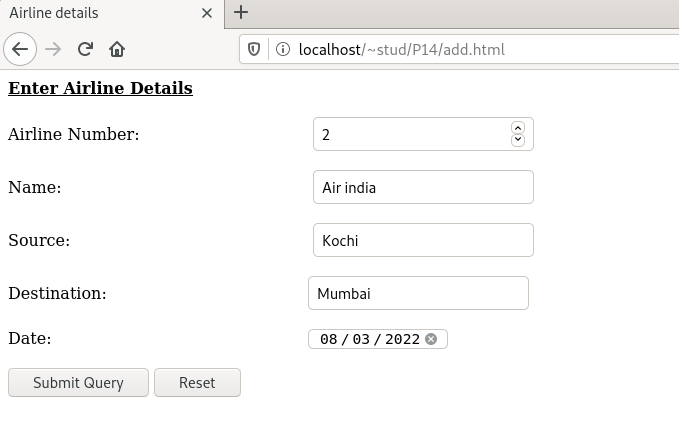 Airline details
localhost/~stud/P14/add.html
Enter Airline Details
Airline Number: 2
Name: Air india
Source: Kochi
Destination: Mumbai
Date: 08/03/2022
Submit Query Reset